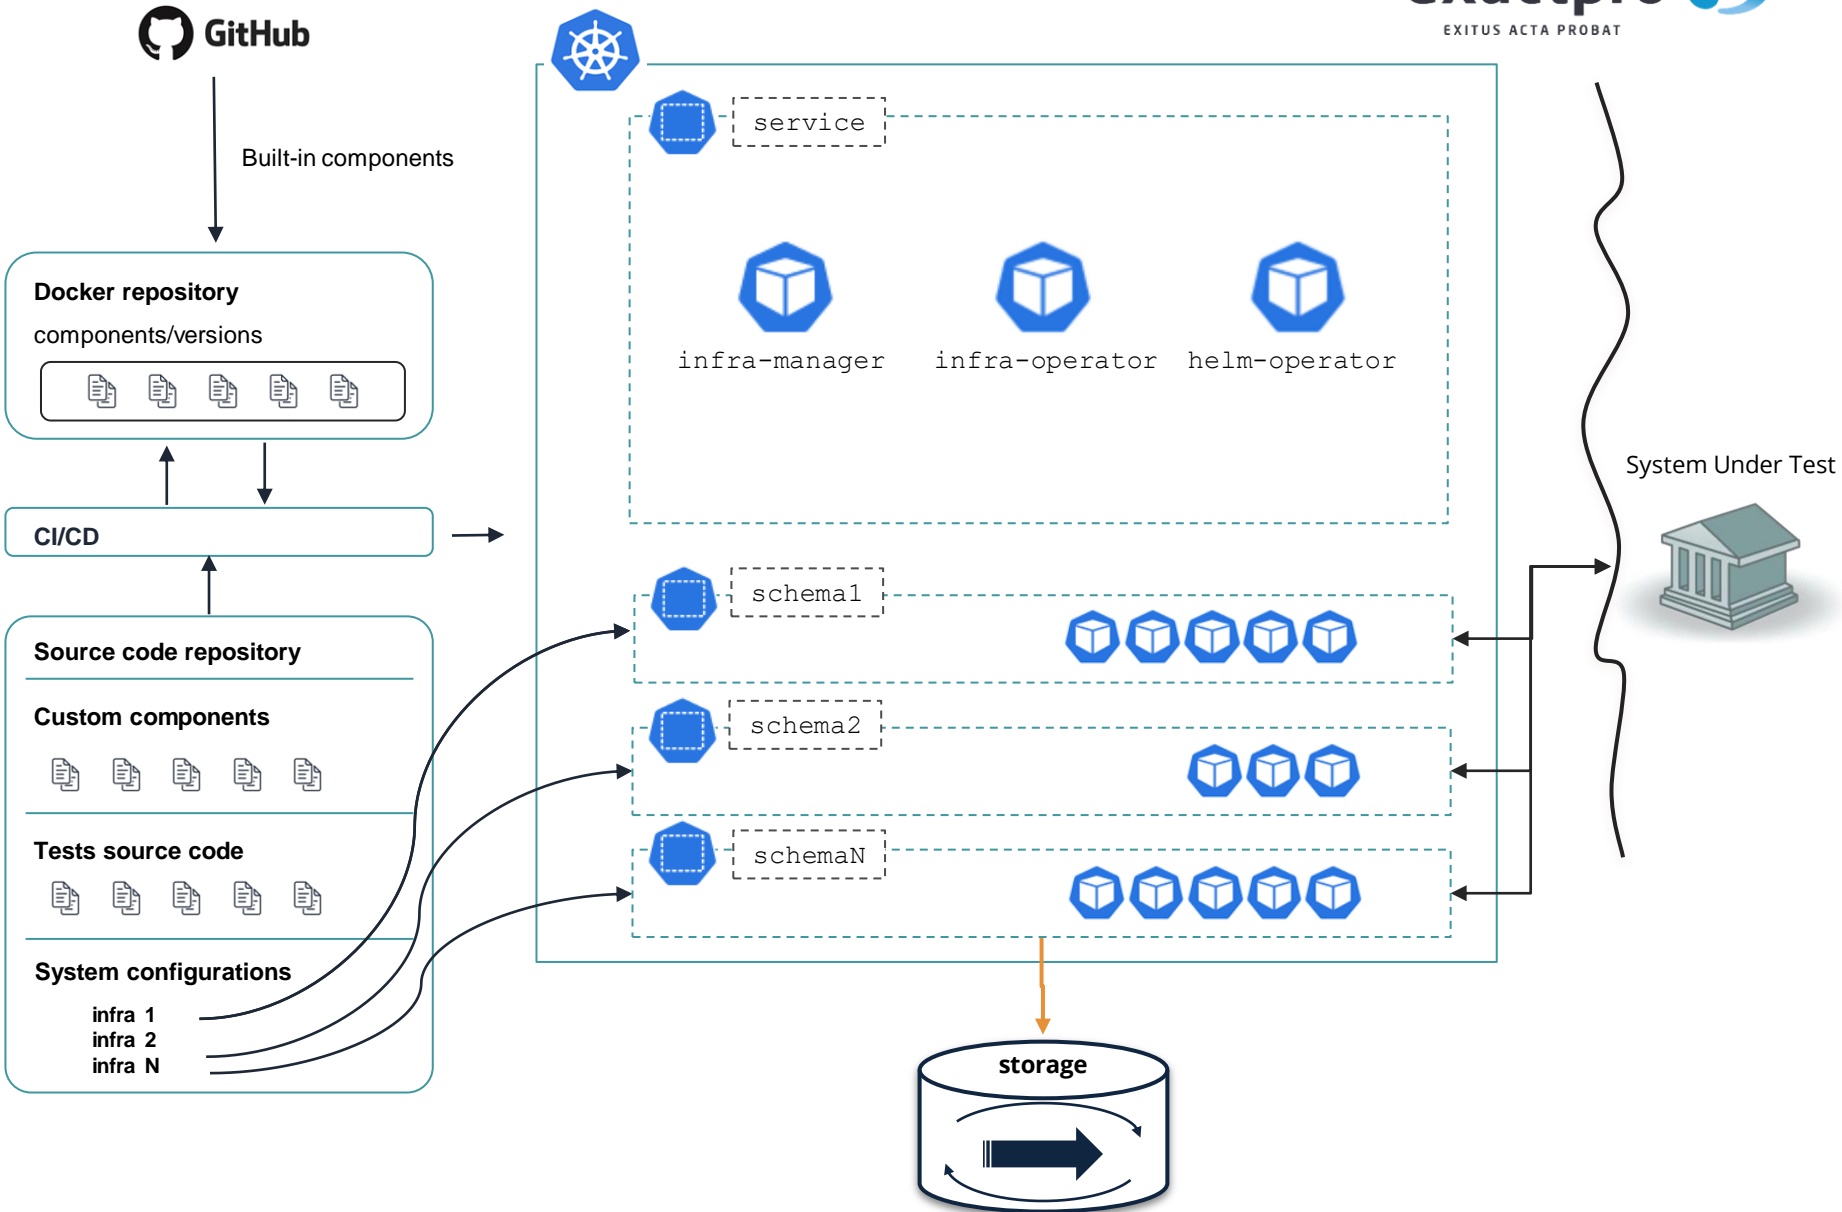 GitHub
exactpro
EXITUS ACTA PROBAT
Built-in components
service
Docker repository
components/versions
infra-manager
infra-operator
helm-operator
System Under Test
CI/CD
schema1
Source code repository
Custom components
schema2
Tests source code
schemaN
System configurations
infra 1
infra 2
infra N
storage